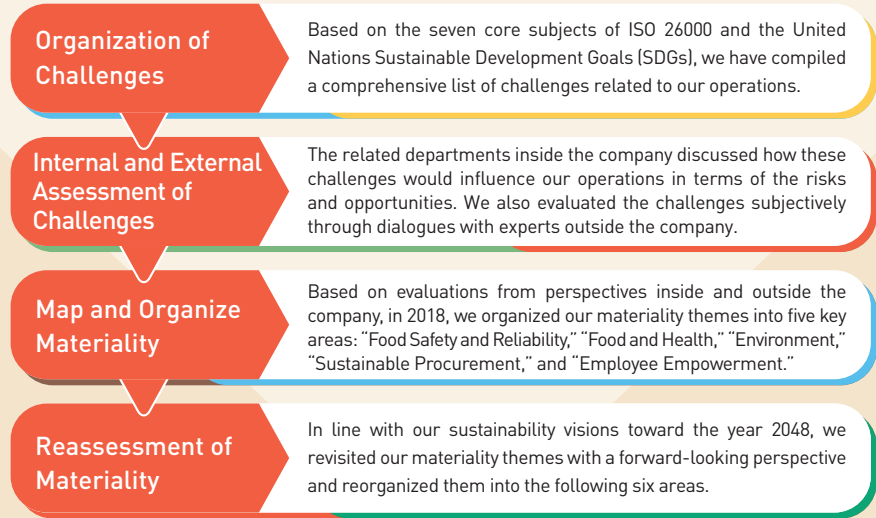 Organization of
Challenges
Based on the seven core subjects of ISO 26000 and the United
Nations Sustainable Development Goals (SDGs), we have compiled
a comprehensive list of challenges related to our operations.
Internal and External
Assessment of
Challenges
The related departments inside the company discussed how these
challenges would influence our operations in terms of the risks
and opportunities. We also evaluated the challenges subjectively
through dialogues with experts outside the company.
Map and Organize
Materiality
Based on evaluations from perspectives inside and outside the
company, in 2018, we organized our materiality themes into five key
areas: “Food Safety and Reliability,” “Food and Health,” “Environment,”
“Sustainable Procurement,” and “Employee Empowerment.”
Reassessment of
Materiality
In line with our sustainability visions toward the year 2048, we
revisited our materiality themes with a forward-looking perspective
and reorganized them into the following six areas.